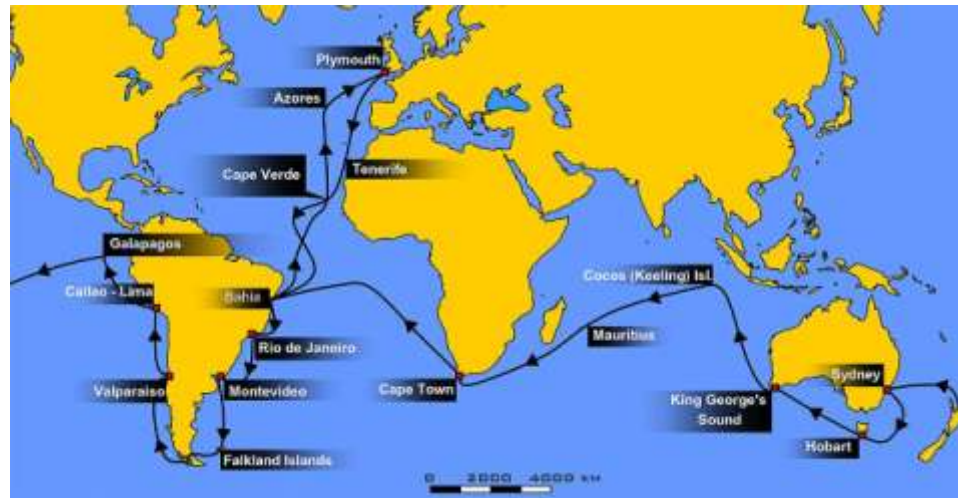 Plymouth
Azores
Cape Verde
Tenerife
Galapagos
Callao - Lima
Bahia
Cocos (Keeling) Isl.
Mauritius
Rio de Janeiro
Valparaiso
Montevideo
Cape Town
Sydney
King George's
Sound
Hobart
Falkland Islands
0 2000 4000 KM